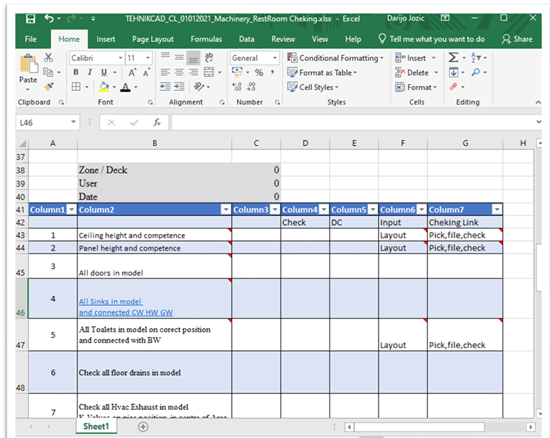 TEHNIKCAD_CL_01012021_Machinery_RestRoom Cheking.xlsx - Excel
Darijo Jozic
File Home Insert Page Layout Formulas Data Review View Help Tell me what you want to do Share
Paste
Calibri 11
B I U
General
Conditional Formatting
Format as Table
Cell Styles
Insert
Delete
Format
Clipboard Font Alignment Number Styles Cells Editing
L46
fx
A B C D E F G H
37
38 Zone / Deck 0
39 User 0
40 Date 0
41 Column1 Column2 Column3 Column4 Column5 Column6 Column7
42 Check DC Input Cheking Link
43 1 Ceiling height and competence Layout Pick,file,check
44 2 Panel height and competence Layout Pick,file,check
3
45 All doors in model
4
All Sinks in model
46 and connected CW HW GW
5 All Toalets in model on corect position
and connected with BW
47 Layout Pick,file,check
6 Check all floor drains in model
48
7 Check all Hvac Exhaust in model
Sheet1